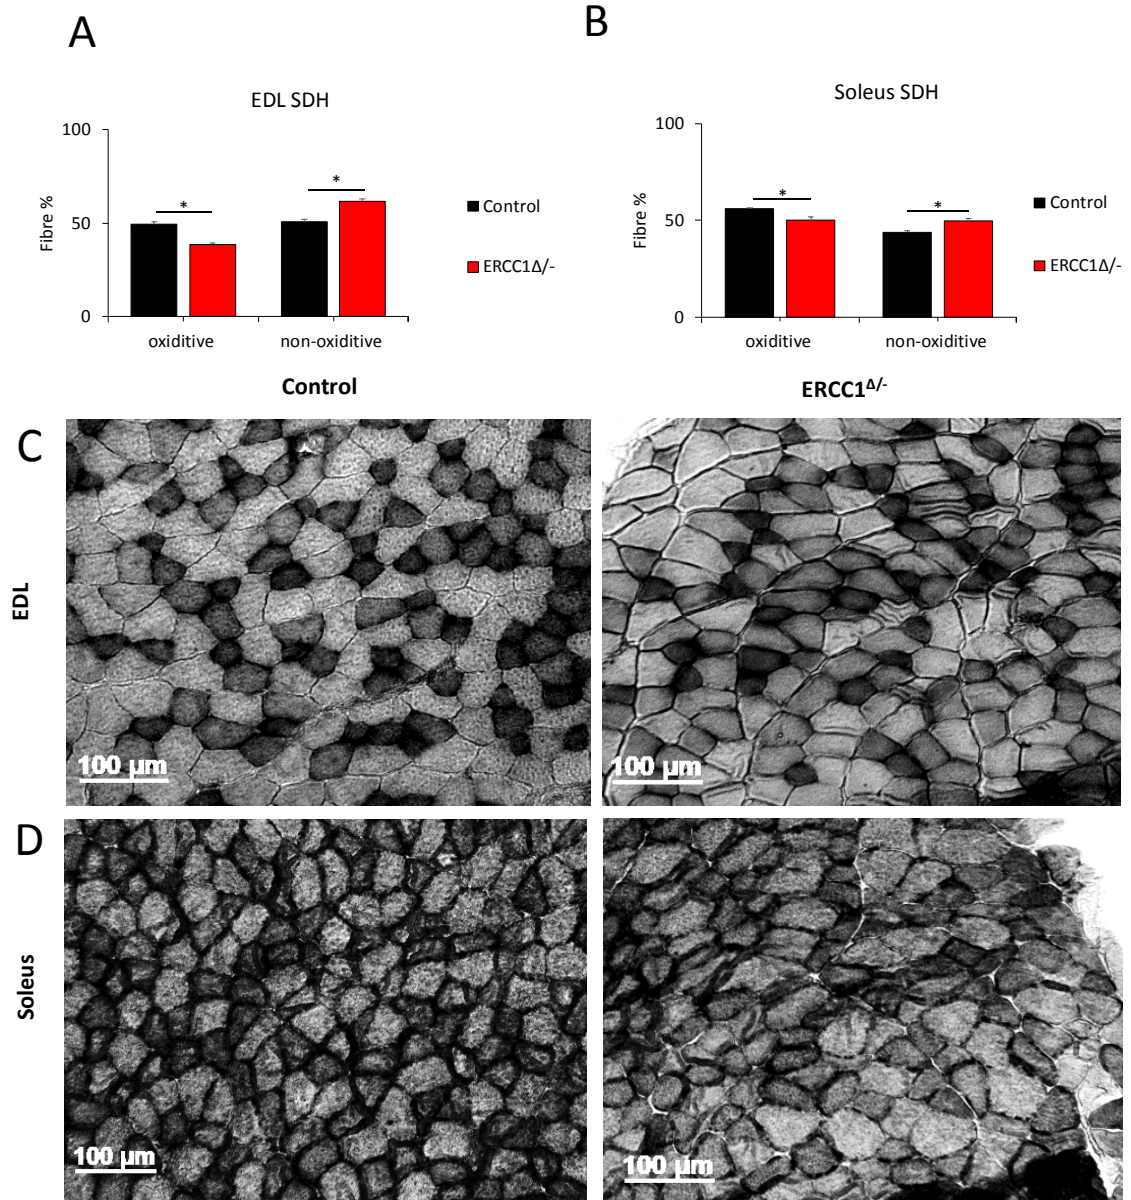 A
B
EDL SDH
Soleus SDH
100
50
0
Fibre %
*
*
oxiditive
non-oxiditive
Control
ERCC1Δ/-
100
50
0
Fibre %
*
*
oxiditive
non-oxiditive
Control
ERCC1Δ/-
Control
ERCC1Δ/-
C
EDL
100 µm
100 µm
D
Soleus
100 µm
100 µm